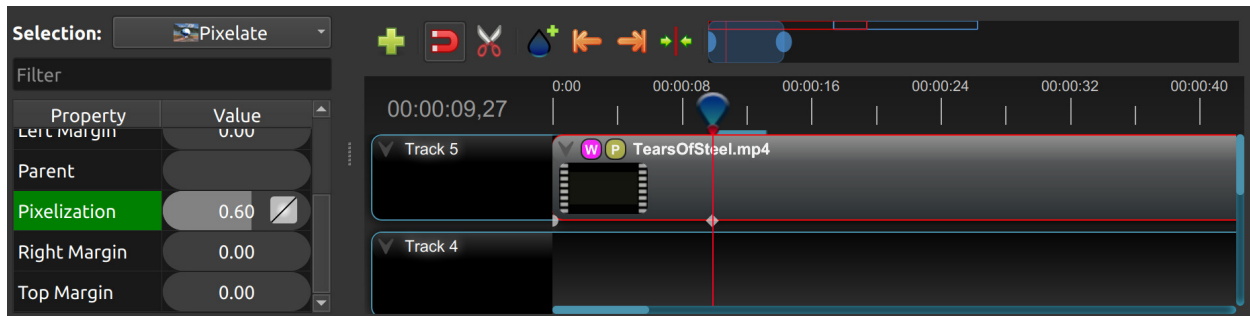 Selection: Pixelate
Filter
Property Value
Left Margin 0.00
Parent
Pixelization 0.60
Right Margin 0.00
Top Margin 0.00
00:00:09,27
0:00 00:00:08 00:00:16 00:00:24 00:00:32 00:00:40
Track 5
W P TearsOfSteel.mp4
Track 4